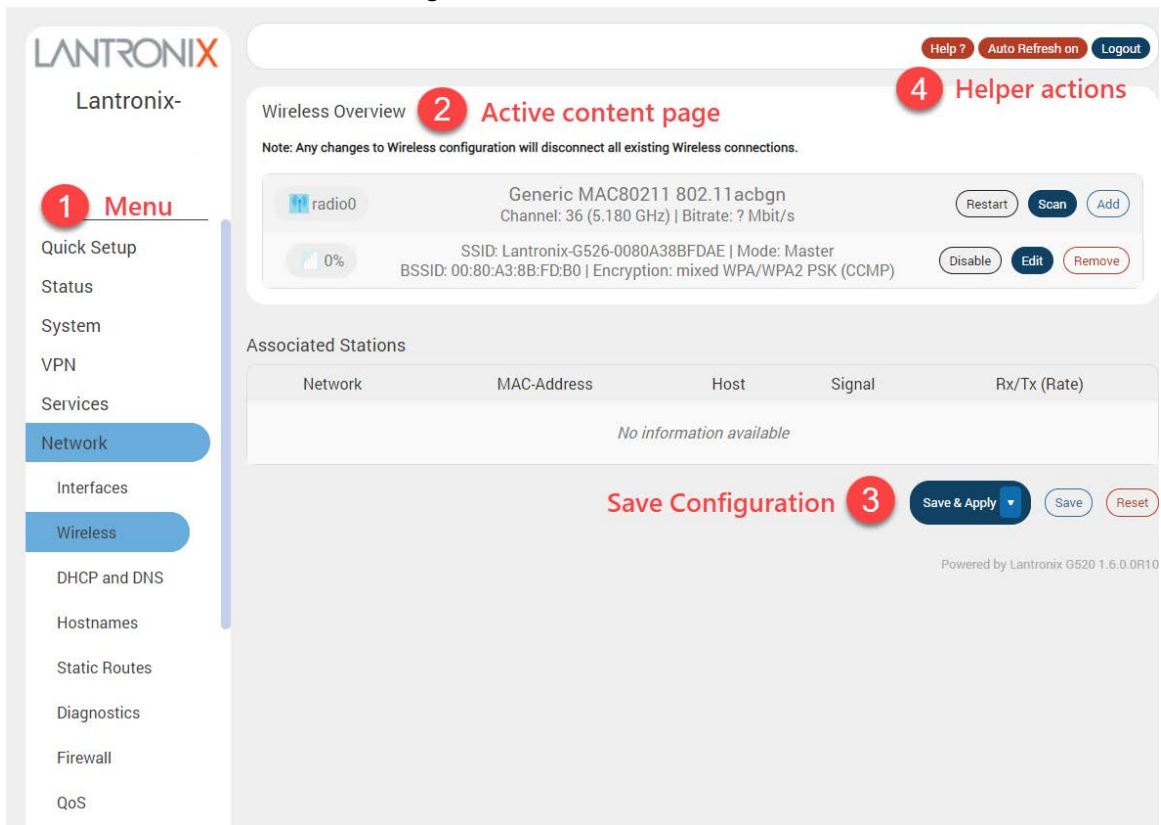 LANTRONIX
Lantronix-
1 Menu
Quick Setup
Status
System
VPN
Services
Network
Interfaces
Wireless
DHCP and DNS
Hostnames
Static Routes
Diagnostics
Firewall
QoS
Help ? Auto Refresh on Logout
4 Helper actions
Wireless Overview 2 Active content page
Note: Any changes to Wireless configuration will disconnect all existing Wireless connections.
radio0 Generic MAC80211 802.11acbgn Restart Scan Add
Channel: 36 (5.180 GHz) | Bitrate: ? Mbit/s
0% SSID: Lantronix-G526-0080A38BFDAE | Mode: Master Disable Edit Remove
BSSID: 00:80:A3:8B:FD:B0 | Encryption: mixed WPA/WPA2 PSK (CCMP)
Associated Stations
Network MAC-Address Host Signal Rx/Tx (Rate)
No information available
Save Configuration 3 Save & Apply Save Reset
Powered by Lantronix G520 1.6.0.0R10